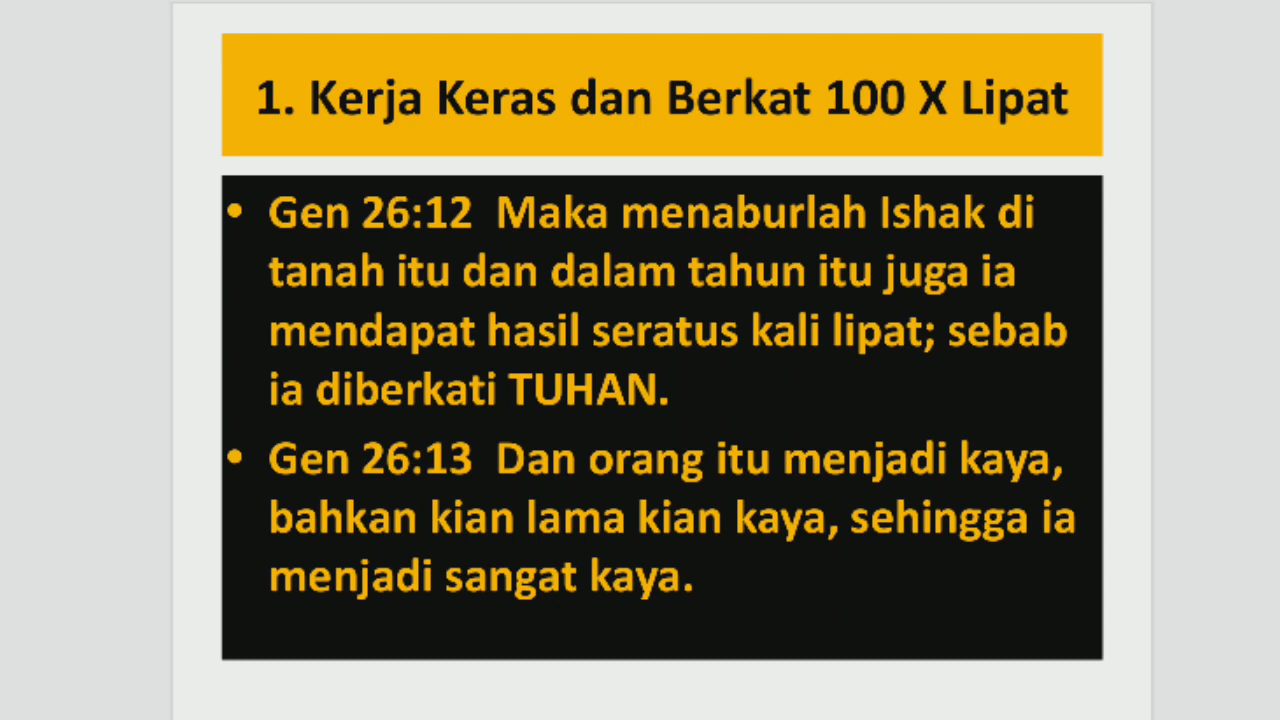 1. Kerja Keras dan Berkat 100 X Lipat
• Gen 26:12 Maka menaburlah Ishak di
tanah itu dan dalam tahun itu juga ia
mendapat hasil seratus kali lipat; sebab
ia diberkati TUHAN.
• Gen 26:13 Dan orang itu menjadi kaya,
bahkan kian lama kian kaya, sehingga ia
menjadi sangat kaya.